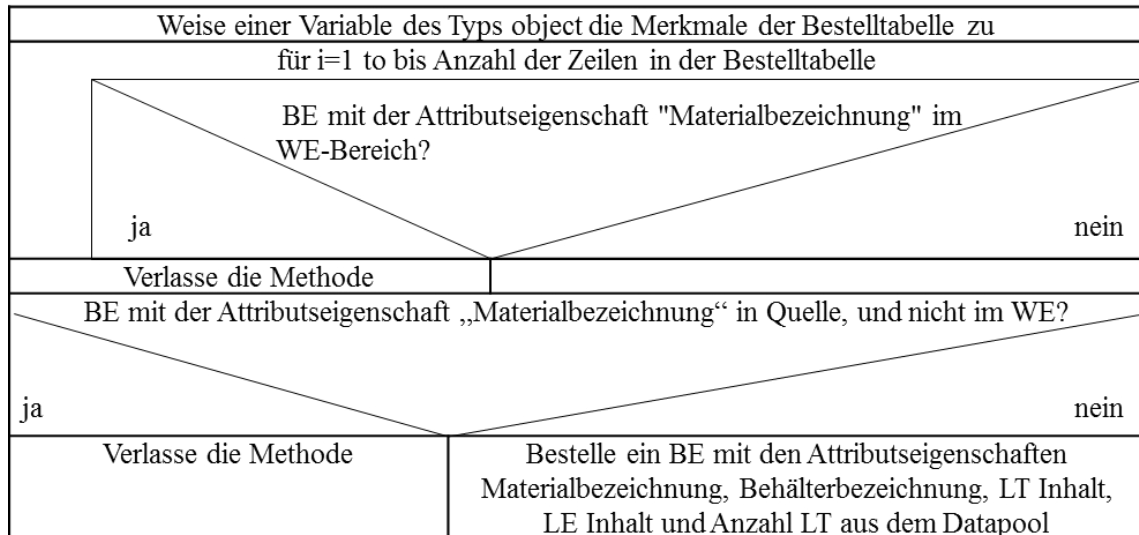 Weise einer Variable des Typs object die Merkmale der Bestelltabelle zu
für i=1 to bis Anzahl der Zeilen in der Bestelltabelle
BE mit der Attributseigenschaft "Materialbezeichnung" im
WE-Bereich?
ja
nein
Verlasse die Methode
BE mit der Attributseigenschaft „Materialbezeichnung“ in Quelle, und nicht im WE?
ja
nein
Verlasse die Methode
Bestelle ein BE mit den Attributseigenschaften
Materialbezeichnung, Behälterbezeichnung, LT Inhalt,
LE Inhalt und Anzahl LT aus dem Datapool